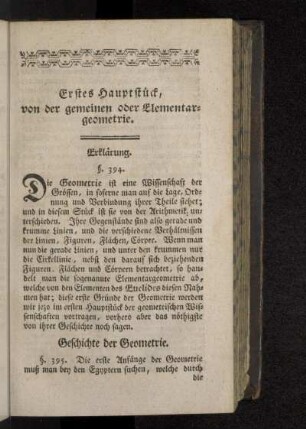 Erstes Hauptstück,
von der gemeinen oder Elementar-
geometrie.
Erklärung.
§. 394.
Die Geometrie ist eine Wissenschaft der
Grössen, in soferne man auf die Lage, Ord-
nung und Verbindung ihrer Theile siehet;
und in diesem Stück ist sie von der Arithmetik, un-
terschieden. Ihre Gegenstände sind also gerade und
krumme Linien, und die verschiedene Verhältnissen
der Linien, Figuren, Flächen, Cörper. Wenn man
nun die gerade Linien, und unter den krummen nur
die Cirkellinie, nebst den darauf sich beziehenden
Figuren, Flächen und Cörpern betrachtet, so han-
delt man die sogenannte Elementargeometrie ab,
welche von den Elementen des Euclides diesen Nah-
men hat; diese erste Gründe der Geometrie werden
wir jezo im ersten Hauptstück der geometrischen Wis-
senschaften vortragen, vorhero aber das nöthigste
von ihrer Geschichte noch sagen.
Geschichte der Geometrie.
§. 395. Die erste Anfänge der Geometrie
muß man bey den Egyptern suchen, welche durch
die